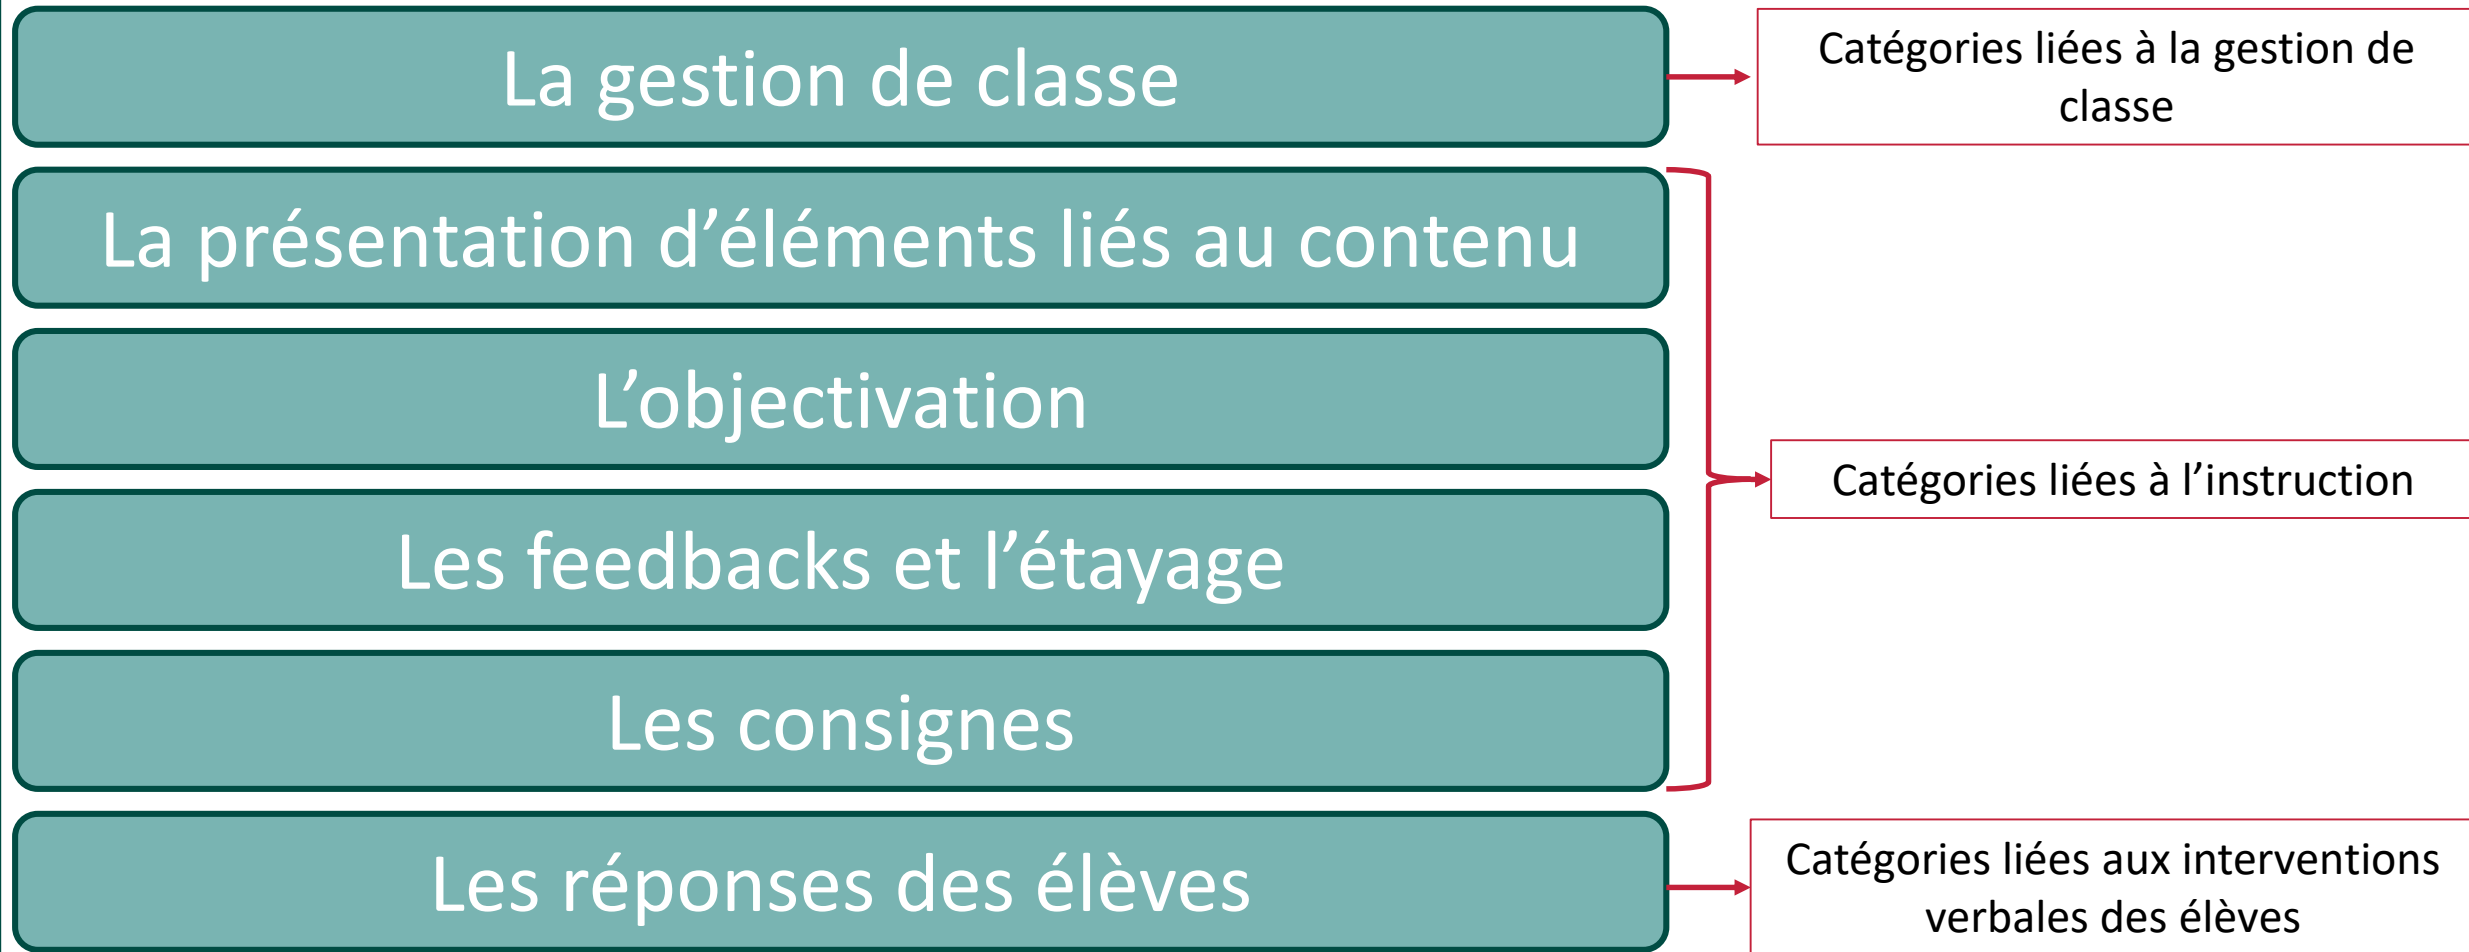 La gestion de classe
Catégories liées à la gestion de
classe
La présentation d’éléments liés au contenu
L’objectivation
Catégories liées à l’instruction
Les feedbacks et l’étayage
Les consignes
Les réponses des élèves
Catégories liées aux interventions
verbales des élèves